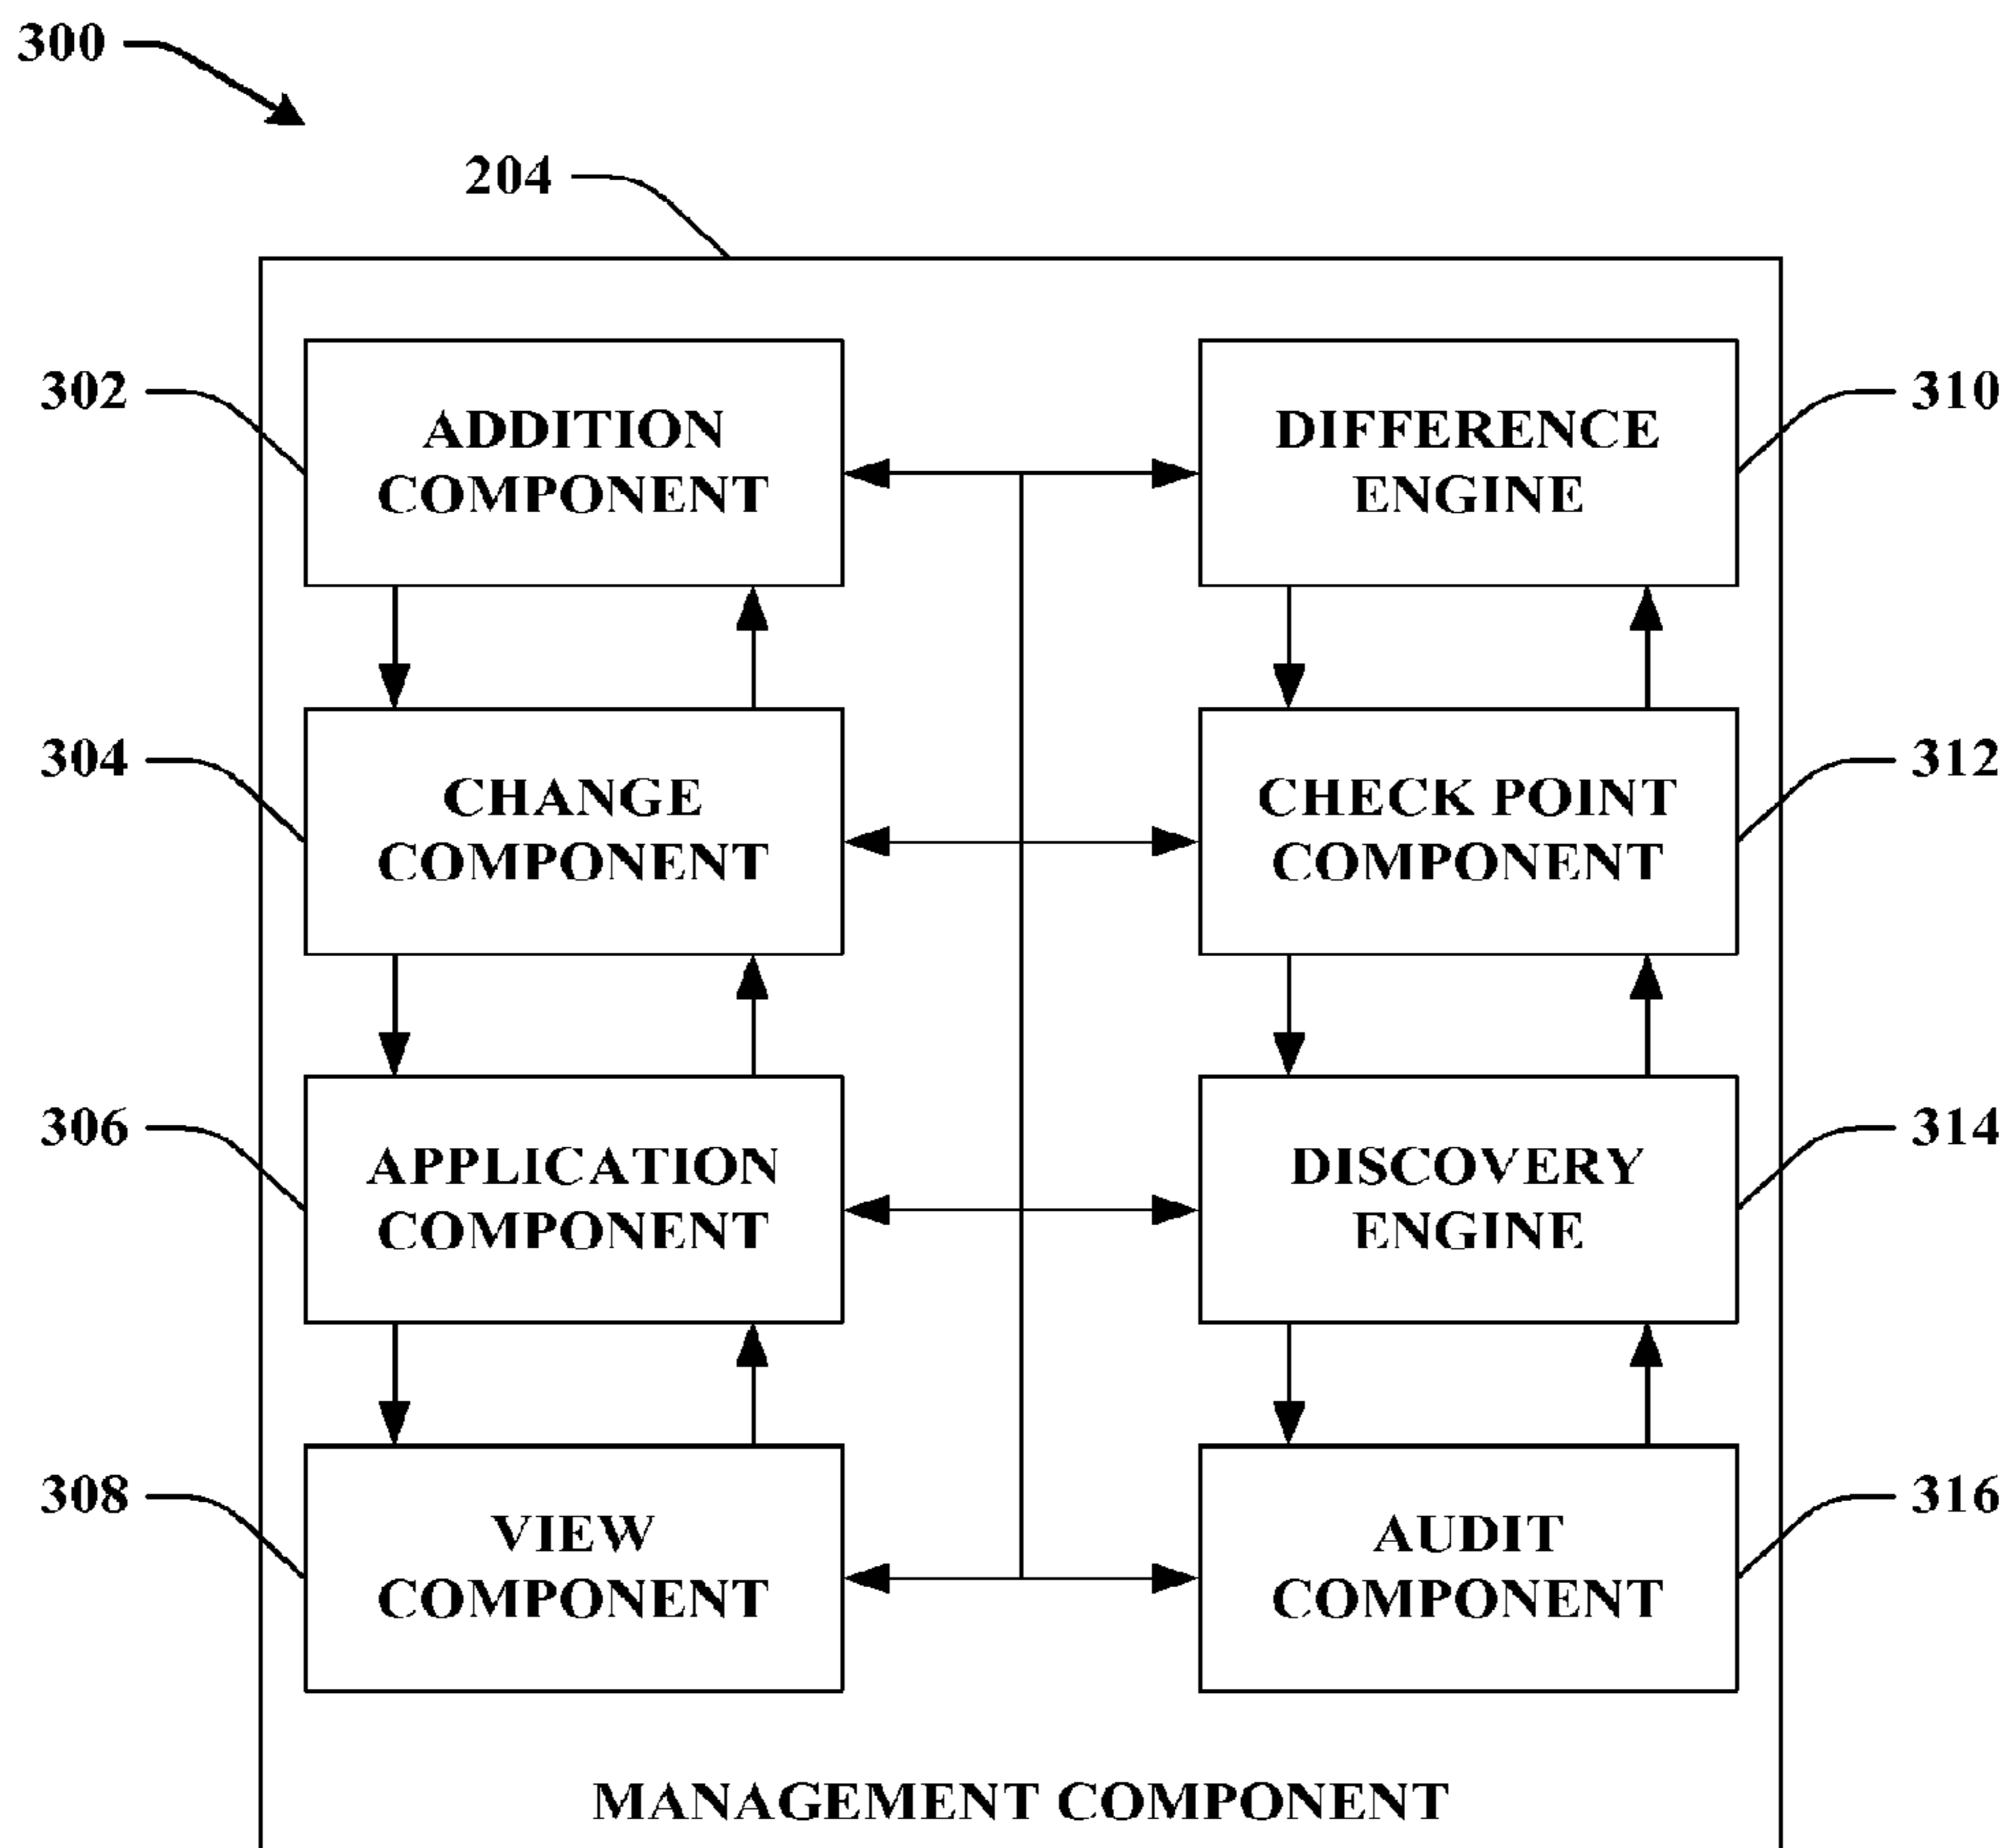 300
204
302
ADDITION
COMPONENT
DIFFERENCE
ENGINE
310
304
CHANGE
COMPONENT
CHECK POINT
COMPONENT
312
306
APPLICATION
COMPONENT
DISCOVERY
ENGINE
314
308
VIEW
COMPONENT
AUDIT
COMPONENT
316
MANAGEMENT COMPONENT